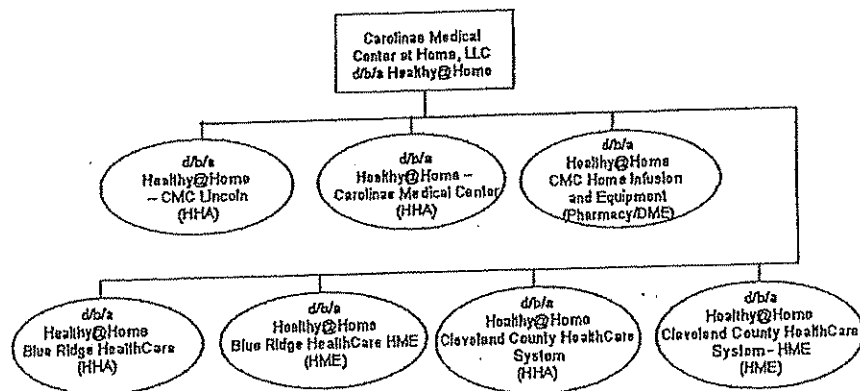 Carolinas Medical
Center at Home, LLC
d/b/a Healthy@Home
d/b/a
Healthy@Home
– CMC Lincoln
(HHA)
d/b/a
Healthy@Home –
Carolinas Medical Center
(HHA)
d/b/a
Healthy@Home
CMC Home Infusion
and Equipment
(Pharmacy/DME)
d/b/a
Healthy@Home
Blue Ridge HealthCare
(HHA)
d/b/a
Healthy@Home
Blue Ridge HealthCare HME
(HME)
d/b/a
Healthy@Home
Cleveland County HealthCare
System
(HHA)
d/b/a
Healthy@Home
Cleveland County HealthCare
System– HME
(HME)